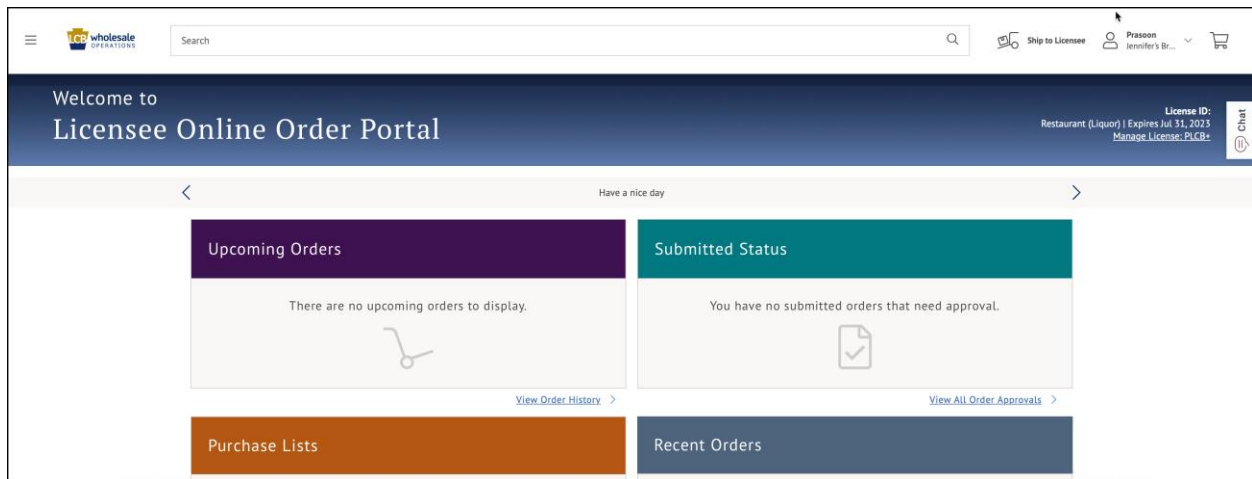 LCB wholesale
OPERATIONS
Search
Ship to Licensee
Prasoon
Jennifer's Br...
Welcome to
Licensee Online Order Portal
License ID:
Restaurant (Liquor) | Expires Jul 31, 2023
Manage License: PLCB+
Chat
Have a nice day
Upcoming Orders
Submitted Status
There are no upcoming orders to display.
You have no submitted orders that need approval.
View Order History
View All Order Approvals
Purchase Lists
Recent Orders